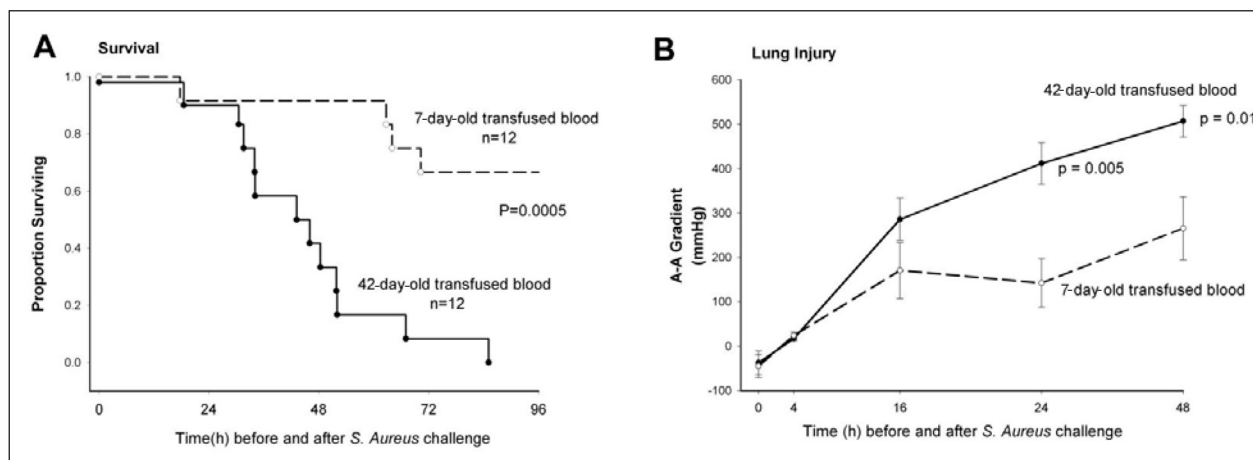 A
Survival
1.0
0.8
0.6
0.4
0.2
0.0
Proportion Surviving
7-day-old transfused blood
n=12
P=0.0005
42-day-old transfused blood
n=12
0
24
48
72
96
Time(h) before and after S. Aureus challenge
B
Lung Injury
600
500
400
300
200
100
0
-100
A-A Gradient
(mmHg)
42-day-old transfused blood
p = 0.01
p = 0.005
7-day-old transfused blood
0
4
16
24
48
Time (h) before and after S. Aureus challenge